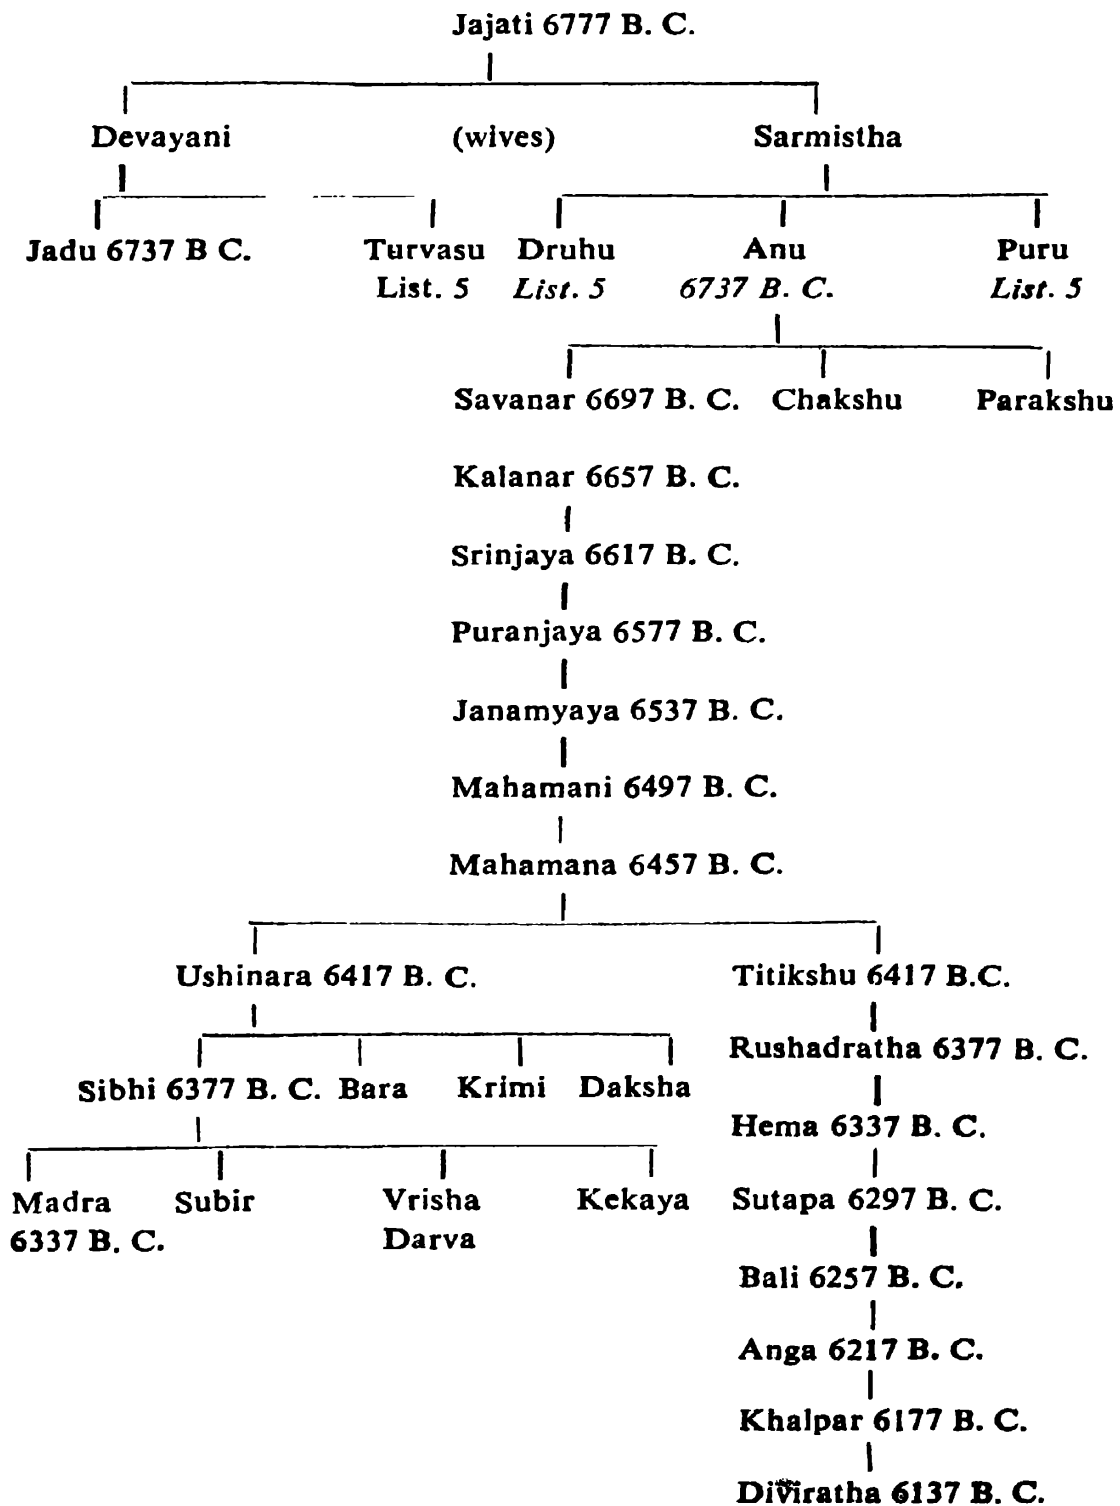 Jajati 6777 B. C.
Devayani (wives) Sarmistha
Jadu 6737 B C. Turvasu Druhu Anu Puru
List. 5 List. 5 6737 B. C. List. 5
Savanar 6697 B. C. Chakshu Parakshu
Kalanar 6657 B. C.
Srinjaya 6617 B. C.
Puranjaya 6577 B. C.
Janamyaya 6537 B. C.
Mahamani 6497 B. C.
Mahamana 6457 B. C.
Ushinara 6417 B. C. Titikshu 6417 B.C.
Rushadratha 6377 B. C.
Sibhi 6377 B. C. Bara Krimi Daksha
Hema 6337 B. C.
Madra Subir Vrisha Kekaya Sutapa 6297 B. C.
6337 B. C. Darva
Bali 6257 B. C.
Anga 6217 B. C.
Khalpar 6177 B. C.
Diviratha 6137 B. C.